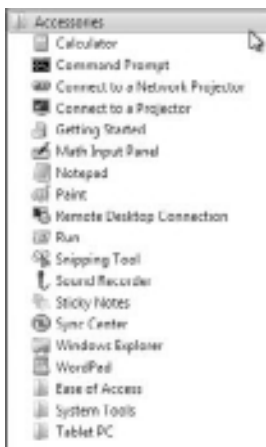 Accessories
Calculator
Command Prompt
Connect to a Network Projector
Connect to a Projector
Getting Started
Math Input Panel
Notepad
Paint
Remote Desktop Connection
Run
Snipping Tool
Sound Recorder
Sticky Notes
Sync Center
Windows Explorer
WordPad
Ease of Access
System Tools
Tablet PC